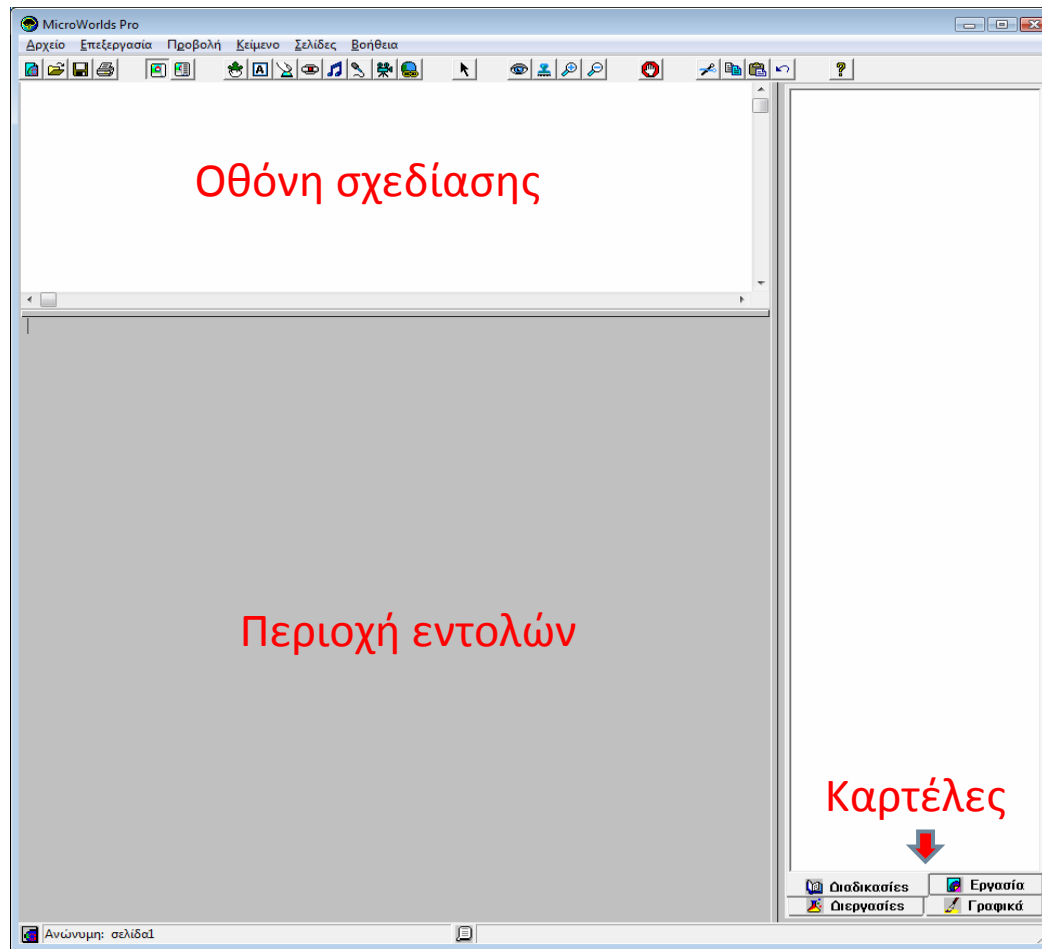 MicroWorlds Pro
Αρχείο Επεξεργασία Προβολή Κείμενο Σελίδες Βοήθεια
Οθόνη σχεδίασης
Περιοχή εντολών
Καρτέλες
Διαδικασίες Εργασία
Διεργασίες Γραφικά
Ανώνυμη: σελίδα1